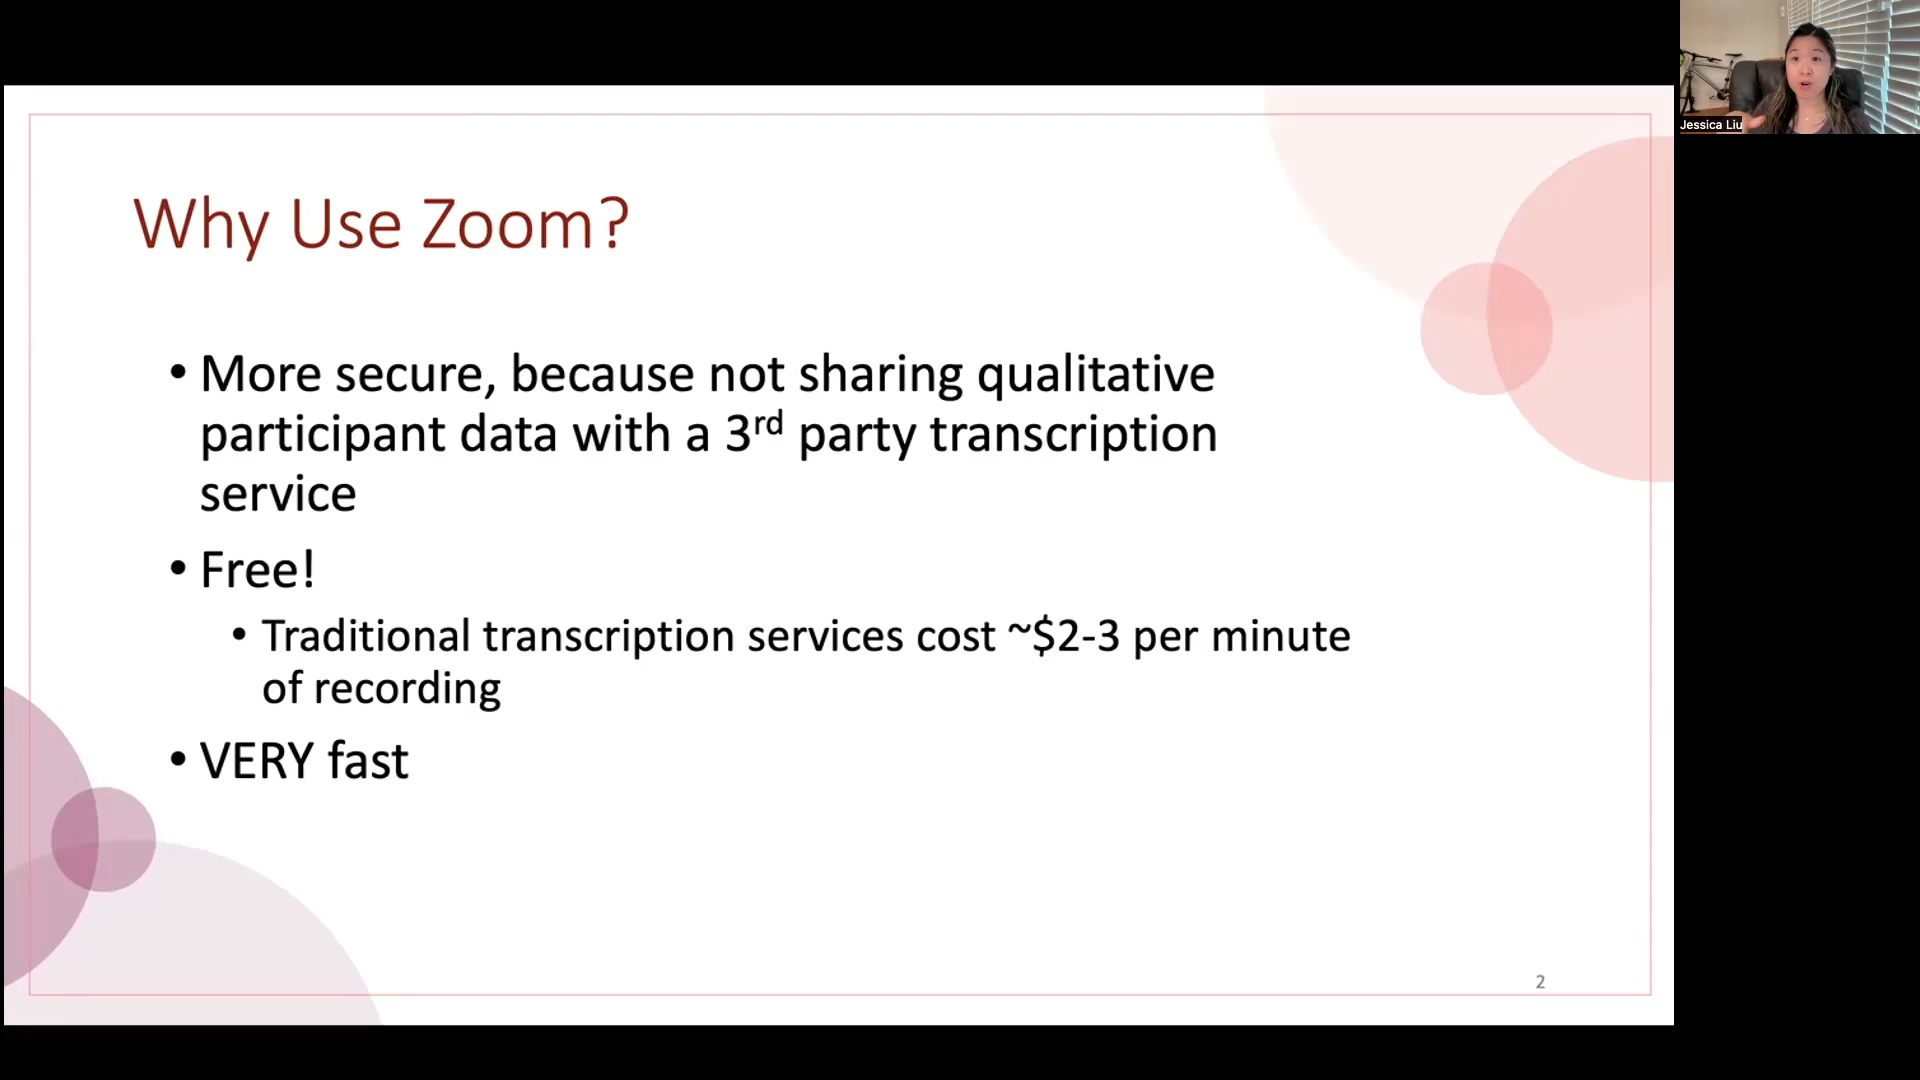 Why Use Zoom?
• More secure, because not sharing qualitative
participant data with a 3rd party transcription
service
• Free!
• Traditional transcription services cost ~$2-3 per minute
of recording
• VERY fast
2
Jessica Liu